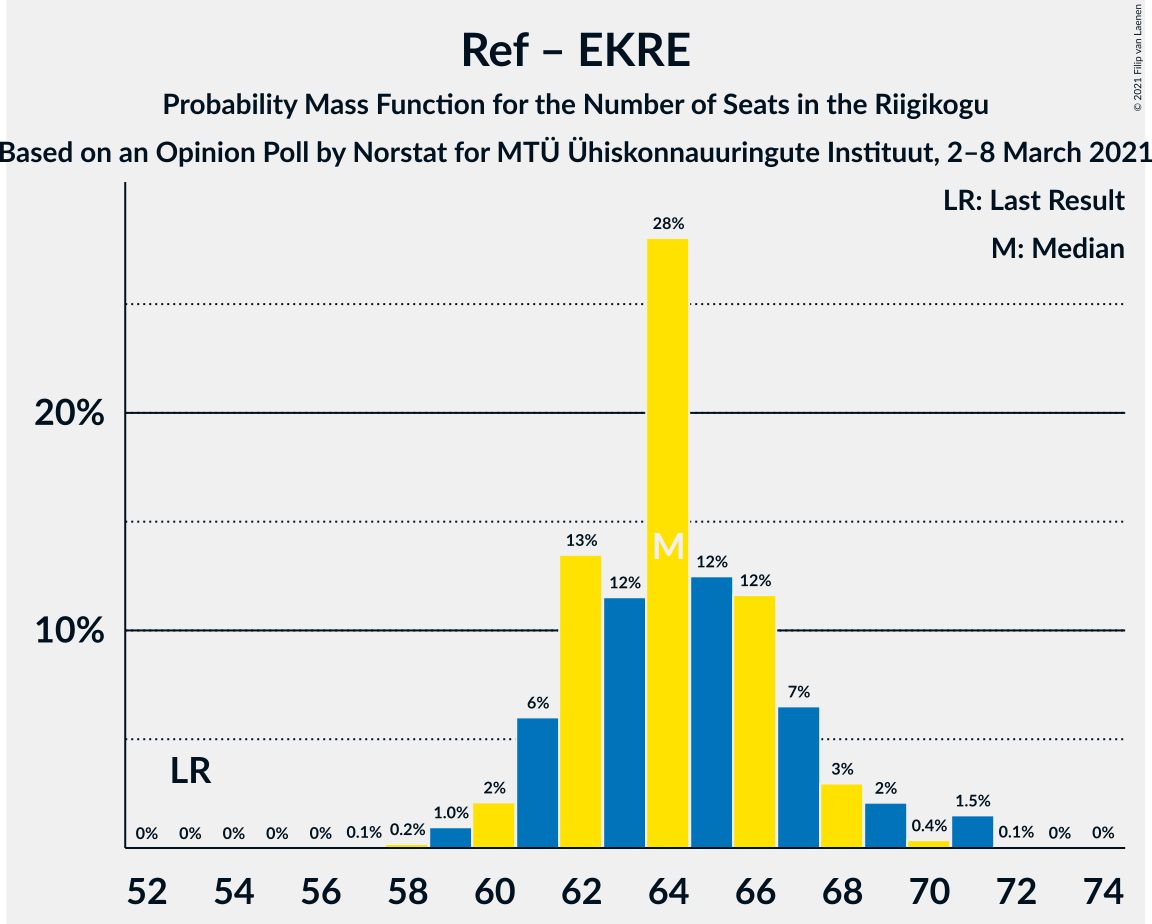 © 2021 Filip van Laenen
Ref – EKRE
Probability Mass Function for the Number of Seats in the Riigikogu
Based on an Opinion Poll by Norstat for MTÜ Ühiskonnauuringute Instituut, 2–8 March 2021
LR: Last Result
M: Median
28%
20%
13%
M
12%
12%
12%
10%
7%
6%
LR
3%
2%
2%
1.5%
1.0%
0% 0% 0% 0% 0% 0.1% 0.2% 0.4% 0.1% 0% 0%
52 54 56 58 60 62 64 66 68 70 72 74